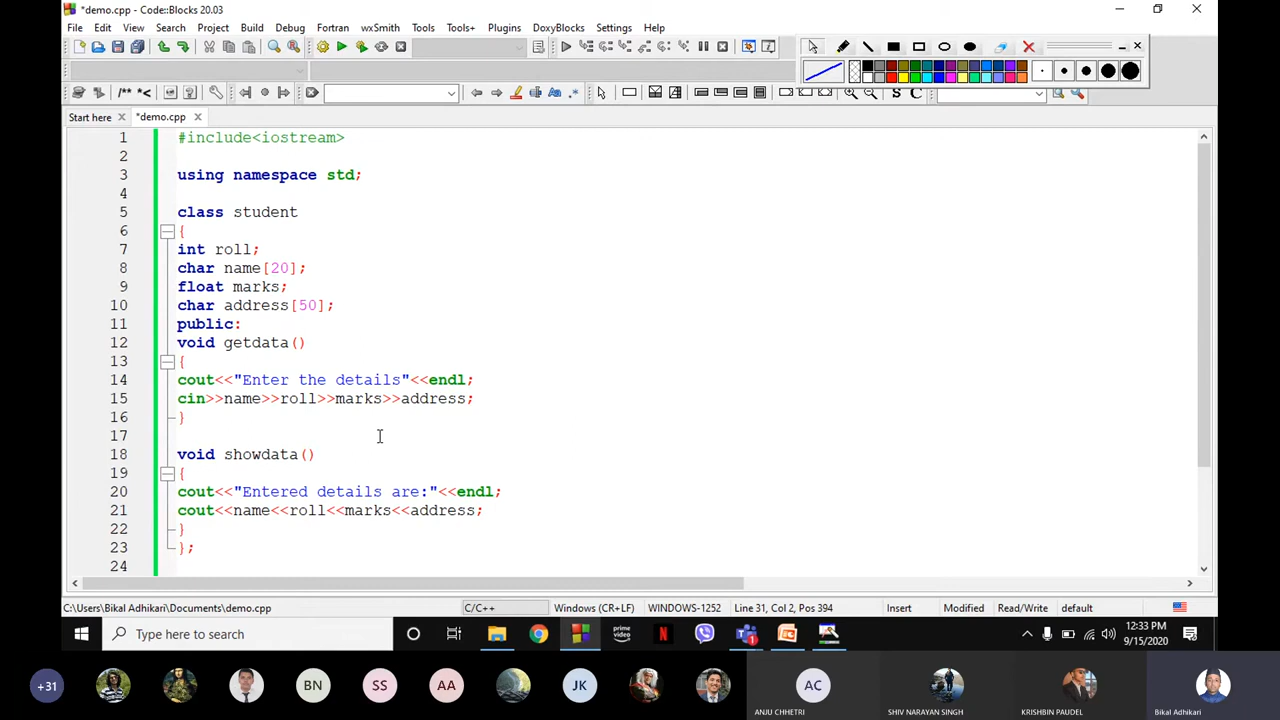 *demo.cpp - Code::Blocks 20.03
File Edit View Search Project Build Debug Fortran wxSmith Tools Tools+ Plugins DoxyBlocks Settings Help
/** *<
S C
Start here *demo.cpp
1 #include<iostream>
2
3 using namespace std;
4
5 class student
6 {
7 int roll;
8 char name[20];
9 float marks;
10 char address[50];
11 public:
12 void getdata()
13 {
14 cout<<"Enter the details"<<endl;
15 cin>>name>>roll>>marks>>address;
16 }
17
18 void showdata()
19 {
20 cout<<"Entered details are:"<<endl;
21 cout<<name<<roll<<marks<<address;
22 }
23 };
24
C:\Users\Bikal Adhikari\Documents\demo.cpp C/C++ Windows (CR+LF) WINDOWS-1252 Line 31, Col 2, Pos 394 Insert Modified Read/Write default
Type here to search
prime video
N
1
12:33 PM
9/15/2020
+31 BN SS AA JK AC
ANJU CHHETRI SHIV NARAYAN SINGH KRISHBIN PAUDEL Bikal Adhikari